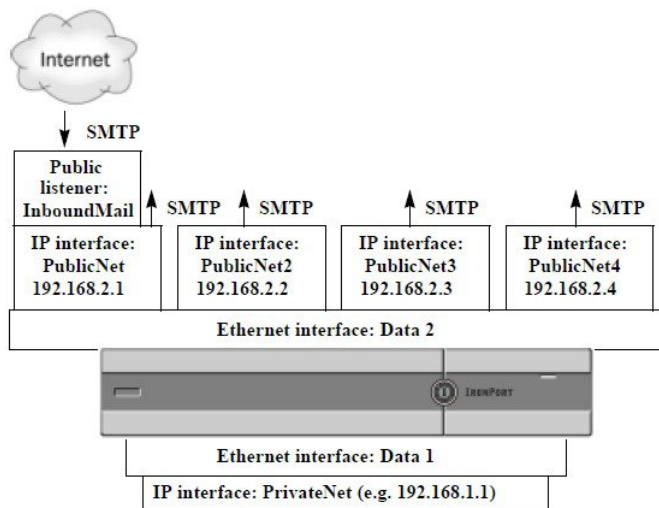 Internet
SMTP
Public
listener:
InboundMail
SMTP
SMTP
SMTP
SMTP
IP interface:
PublicNet
192.168.2.1
IP interface:
PublicNet2
192.168.2.2
IP interface:
PublicNet3
192.168.2.3
IP interface:
PublicNet4
192.168.2.4
Ethernet interface: Data 2
IRONPORT
Ethernet interface: Data 1
IP interface: PrivateNet (e.g. 192.168.1.1)